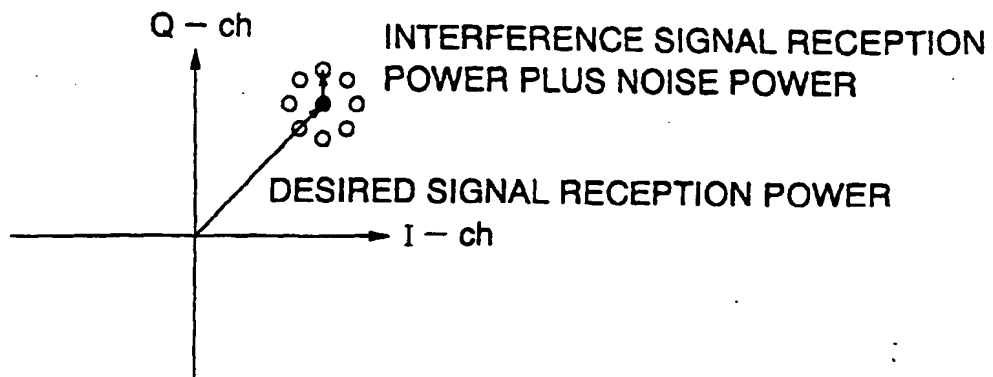 Q – ch
INTERFERENCE SIGNAL RECEPTION
POWER PLUS NOISE POWER
DESIRED SIGNAL RECEPTION POWER
I – ch